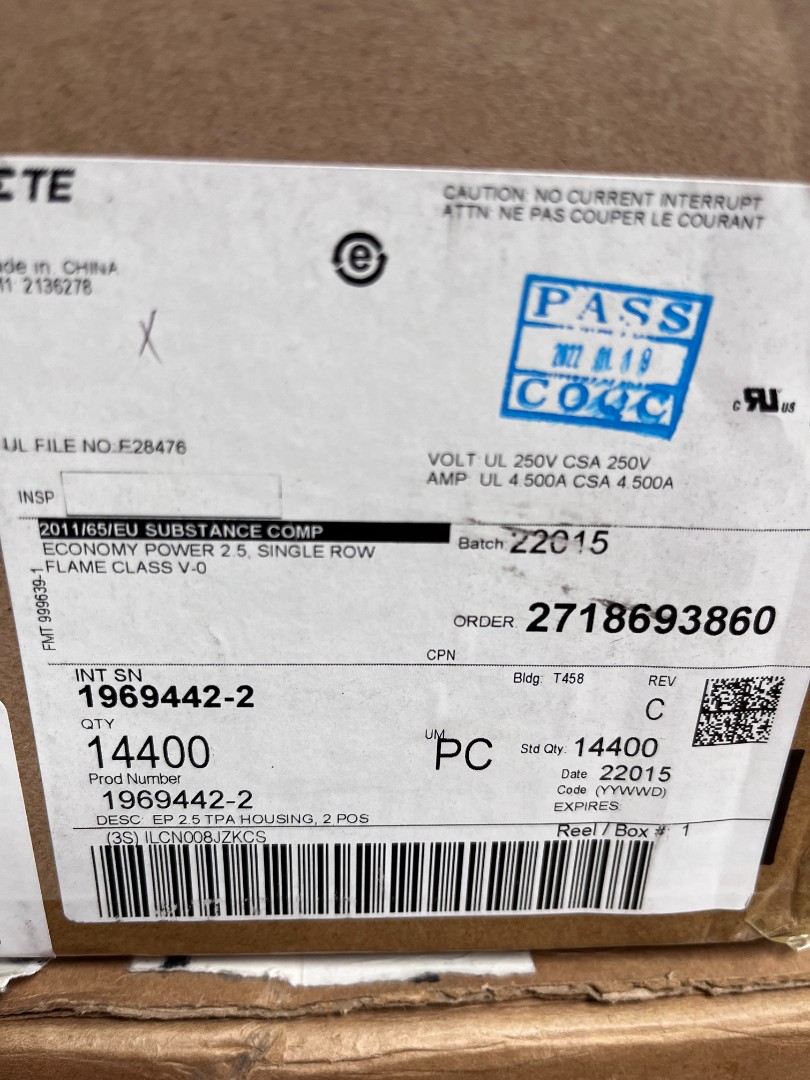 TE
CAUTION: NO CURRENT INTERRUPT
ATTN: NE PAS COUPER LE COURANT
e
de in CHINA
2136278
X
PASS
2022 01 19
COQC
c RU us
UL FILE NO:E28476
VOLT: UL 250V CSA 250V
AMP: UL 4.500A CSA 4.500A
INSP
2011/65/EU SUBSTANCE COMP
ECONOMY POWER 2.5, SINGLE ROW
FLAME CLASS V-0
Batch 22015
FMT 999639-1
ORDER: 2718693860
CPN
INT SN
1969442-2
Bldg: T458
REV
C
QTY
14400
UM
PC
Std Qty: 14400
Prod Number
1969442-2
Date 22015
Code (YYWWD)
EXPIRES:
DESC: EP 2.5 TPA HOUSING, 2 POS
Reel / Box #: 1
(3S) ILCN008JZKCS